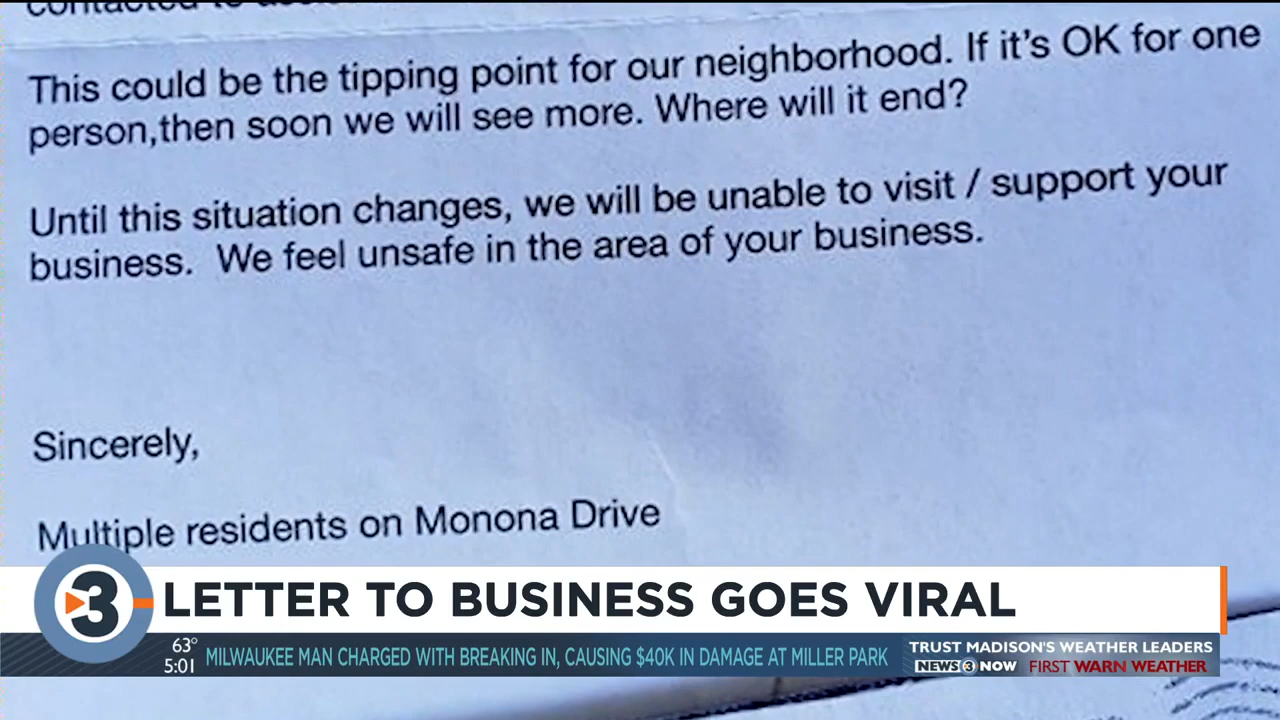 This could be the tipping point for our neighborhood. If it's OK for one
person,then soon we will see more. Where will it end?
Until this situation changes, we will be unable to visit / support your
business. We feel unsafe in the area of your business.
Sincerely,
Multiple residents on Monona Drive
3 LETTER TO BUSINESS GOES VIRAL
63°
5:01
MILWAUKEE MAN CHARGED WITH BREAKING IN, CAUSING $40K IN DAMAGE AT MILLER PARK
TRUST MADISON'S WEATHER LEADERS
NEWS 3 NOW FIRST WARN WEATHER